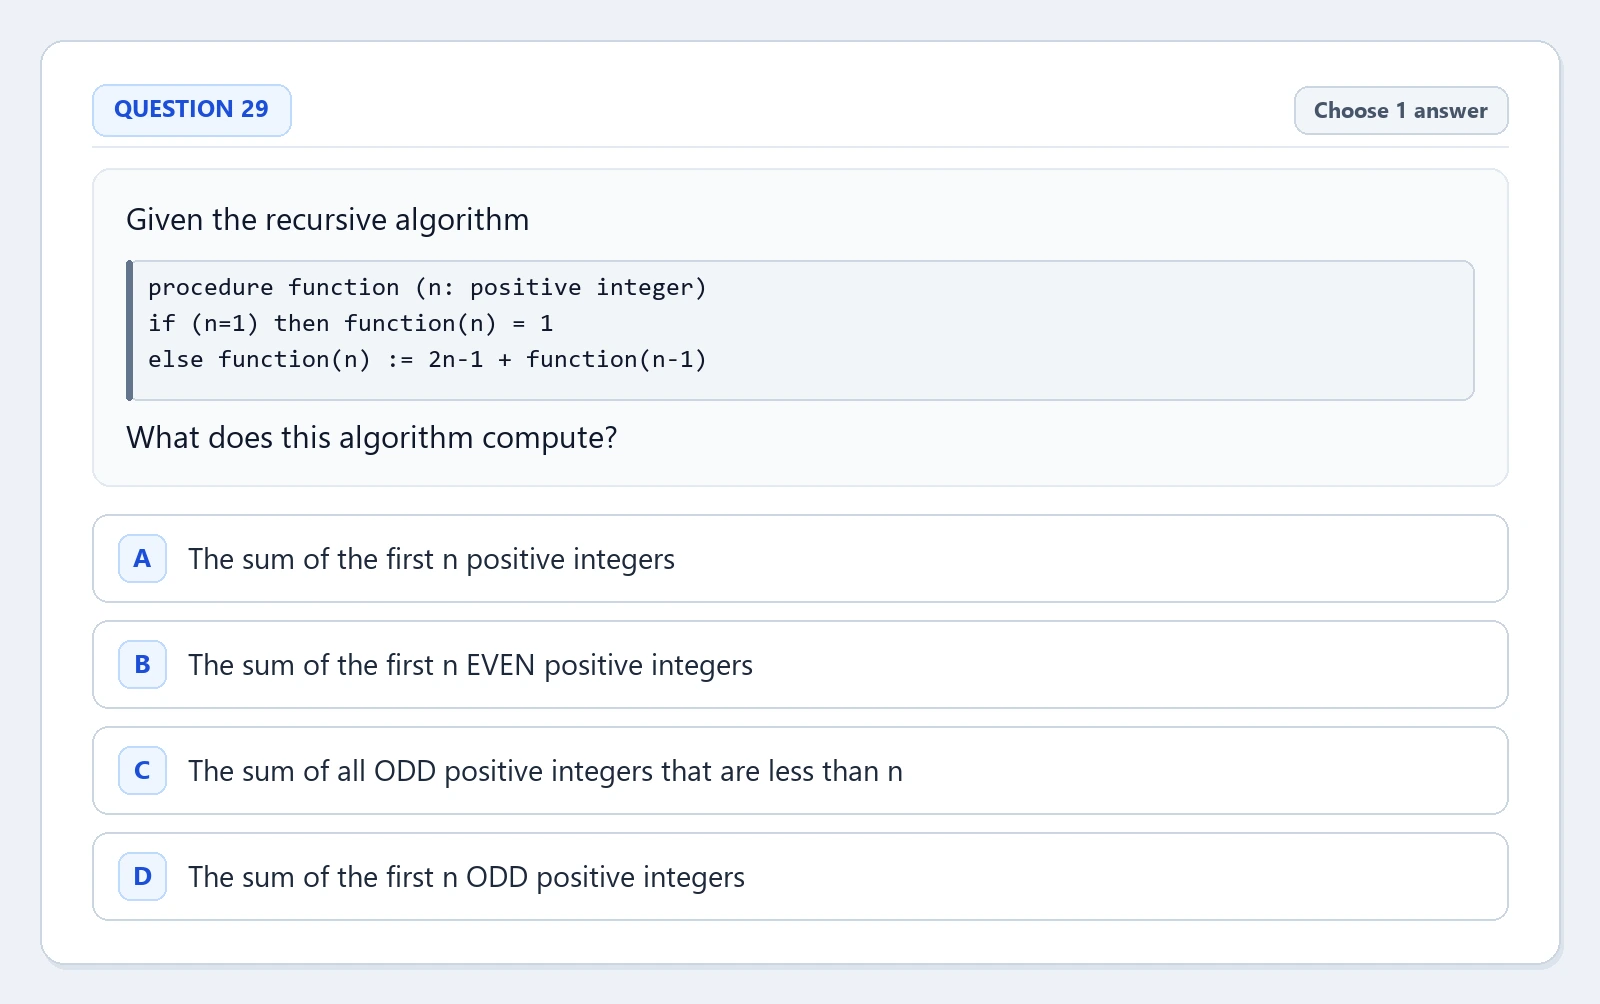 QUESTION 29
Choose 1 answer
Given the recursive algorithm
procedure function (n: positive integer)
if (n=1) then function(n) = 1
else function(n) := 2n-1 + function(n-1)
What does this algorithm compute?
A The sum of the first n positive integers
B The sum of the first n EVEN positive integers
C The sum of all ODD positive integers that are less than n
D The sum of the first n ODD positive integers